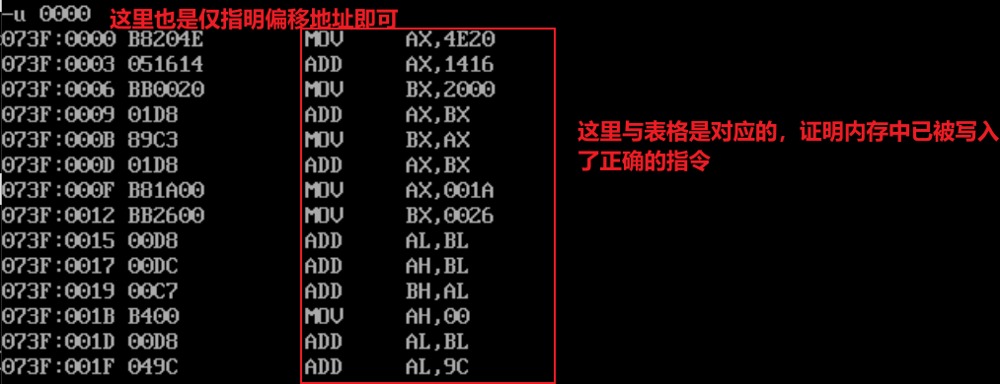 -u 0000 这里也是仅指明偏移地址即可
073F:0000 B8204E MOV AX,4E20
073F:0003 051614 ADD AX,1416
073F:0006 BB0020 MOV BX,2000
073F:0009 01D8 ADD AX,BX
073F:000B 89C3 MOV BX,AX
073F:000D 01D8 ADD AX,BX
073F:000F B81A00 MOV AX,001A
073F:0012 BB2600 MOV BX,0026
073F:0015 00D8 ADD AL,BL
073F:0017 00DC ADD AH,BL
073F:0019 00C7 ADD BH,AL
073F:001B B400 MOV AH,00
073F:001D 00D8 ADD AL,BL
073F:001F 049C ADD AL,9C
这里与表格是对应的，证明内存中已被写入
了正确的指令